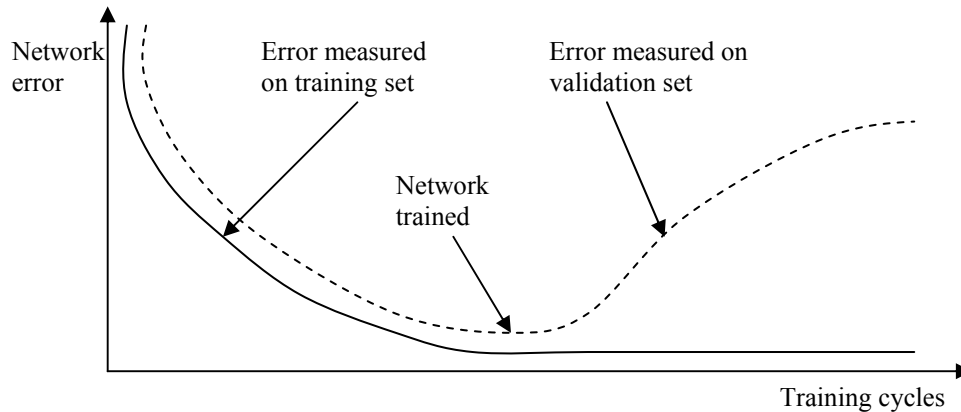 Network
error
Error measured
on training set
Error measured on
validation set
Network
trained
Training cycles